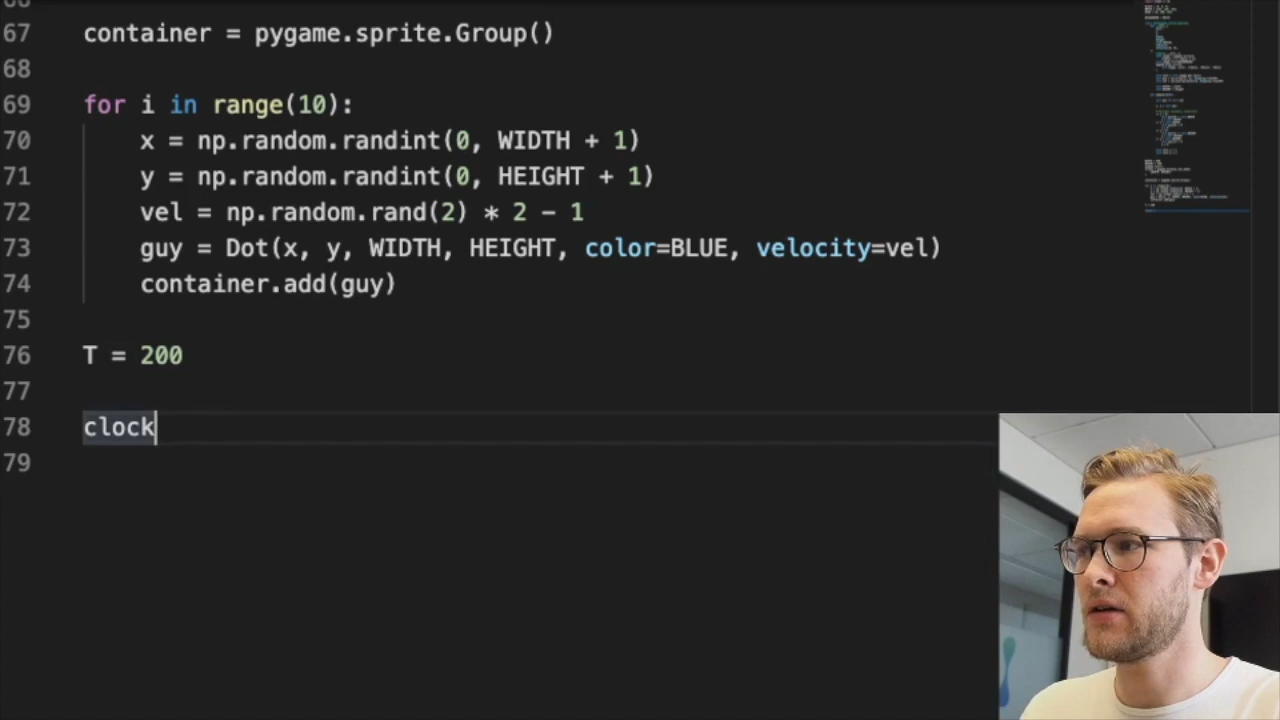 67 container = pygame.sprite.Group()
68
69 for i in range(10):
70 x = np.random.randint(0, WIDTH + 1)
71 y = np.random.randint(0, HEIGHT + 1)
72 vel = np.random.rand(2) * 2 - 1
73 guy = Dot(x, y, WIDTH, HEIGHT, color=BLUE, velocity=vel)
74 container.add(guy)
75
76 T = 200
77
78 clock
79